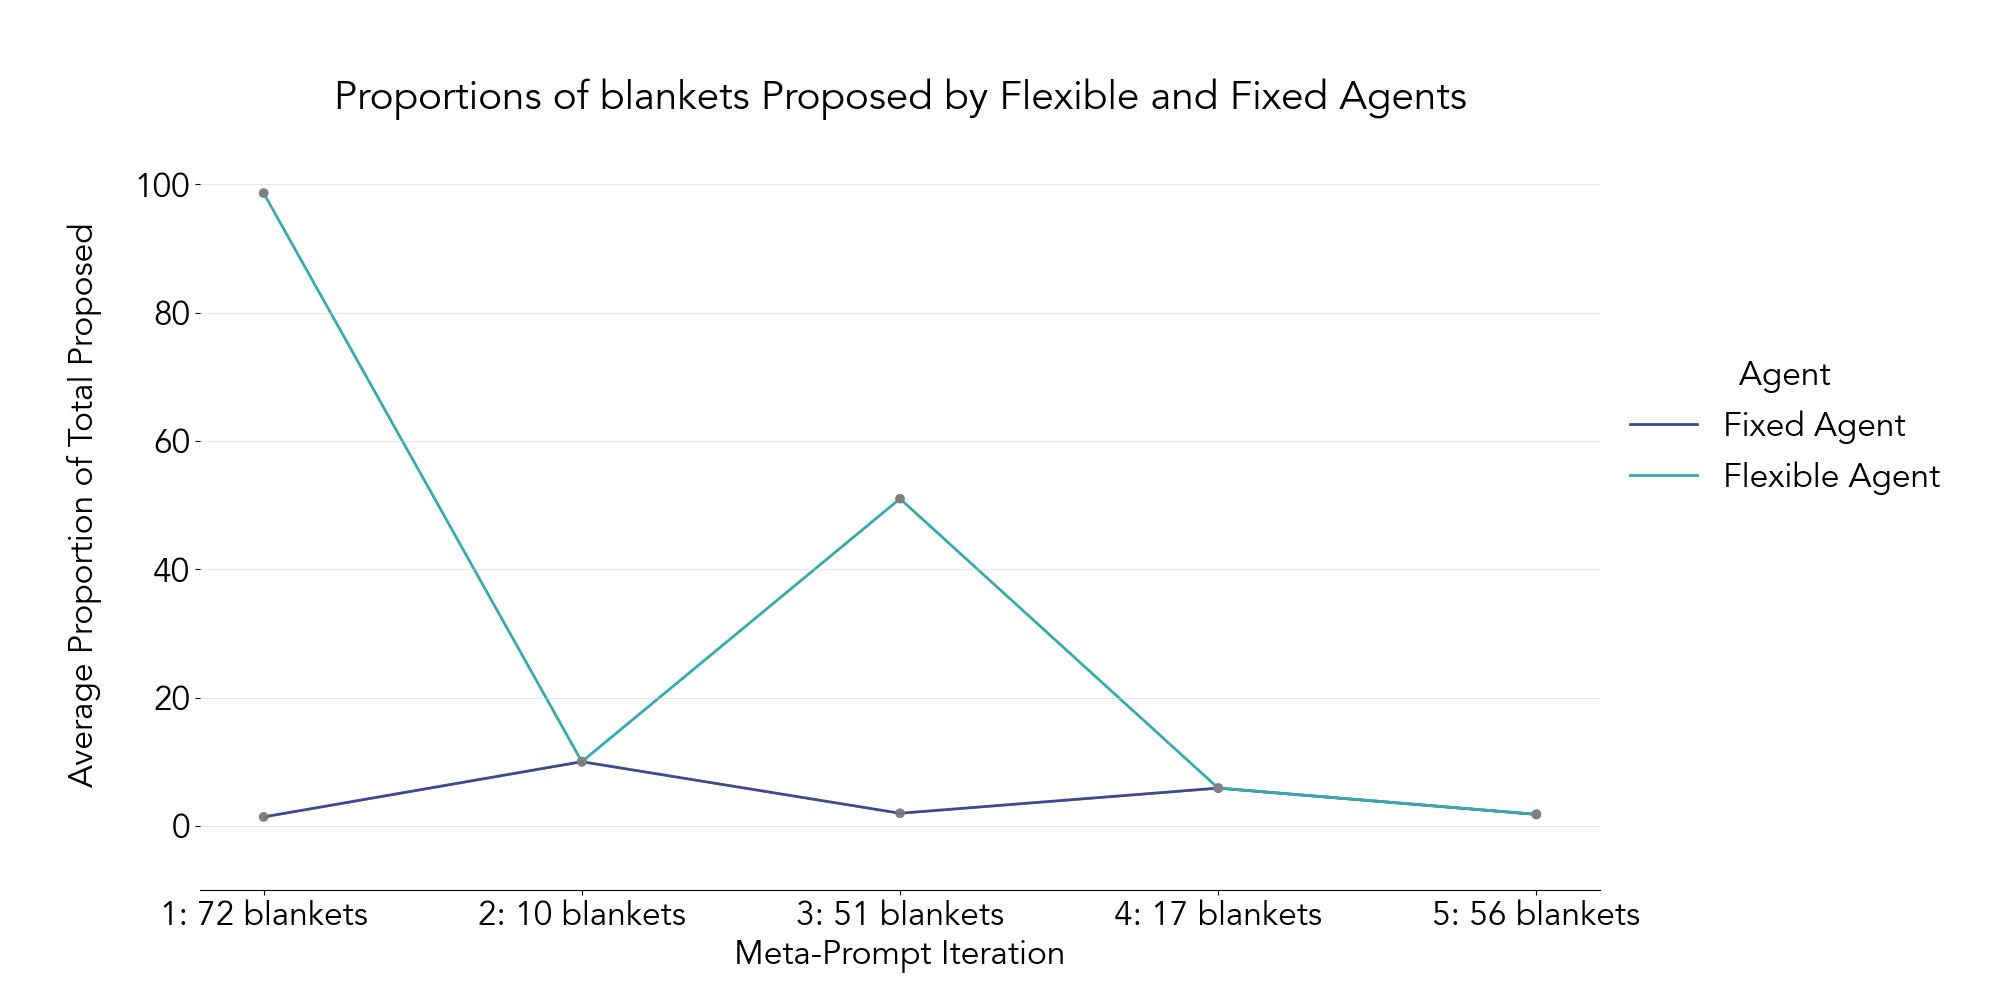 Proportions of blankets Proposed by Flexible and Fixed Agents
Average Proportion of Total Proposed
100
80
60
40
20
0
1: 72 blankets
2: 10 blankets
3: 51 blankets
4: 17 blankets
5: 56 blankets
Meta-Prompt Iteration
Agent
Fixed Agent
Flexible Agent